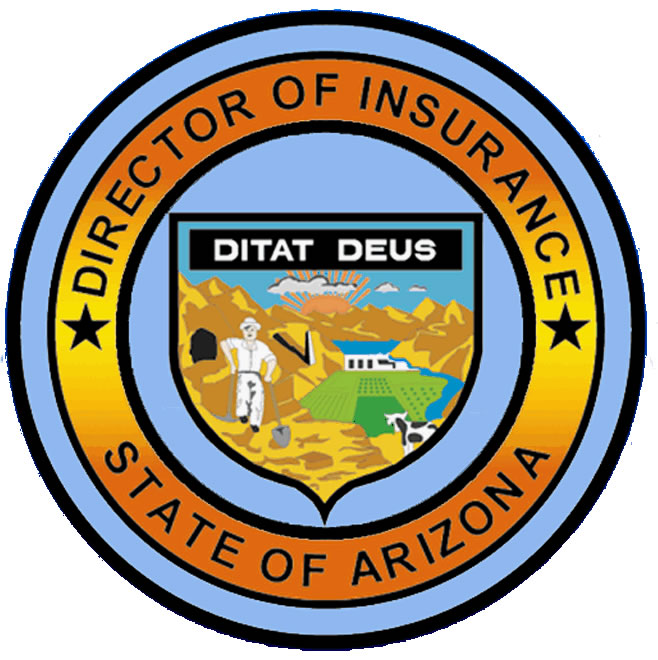 DIRECTOR OF INSURANCE
DITAT DEUS
STATE OF ARIZONA